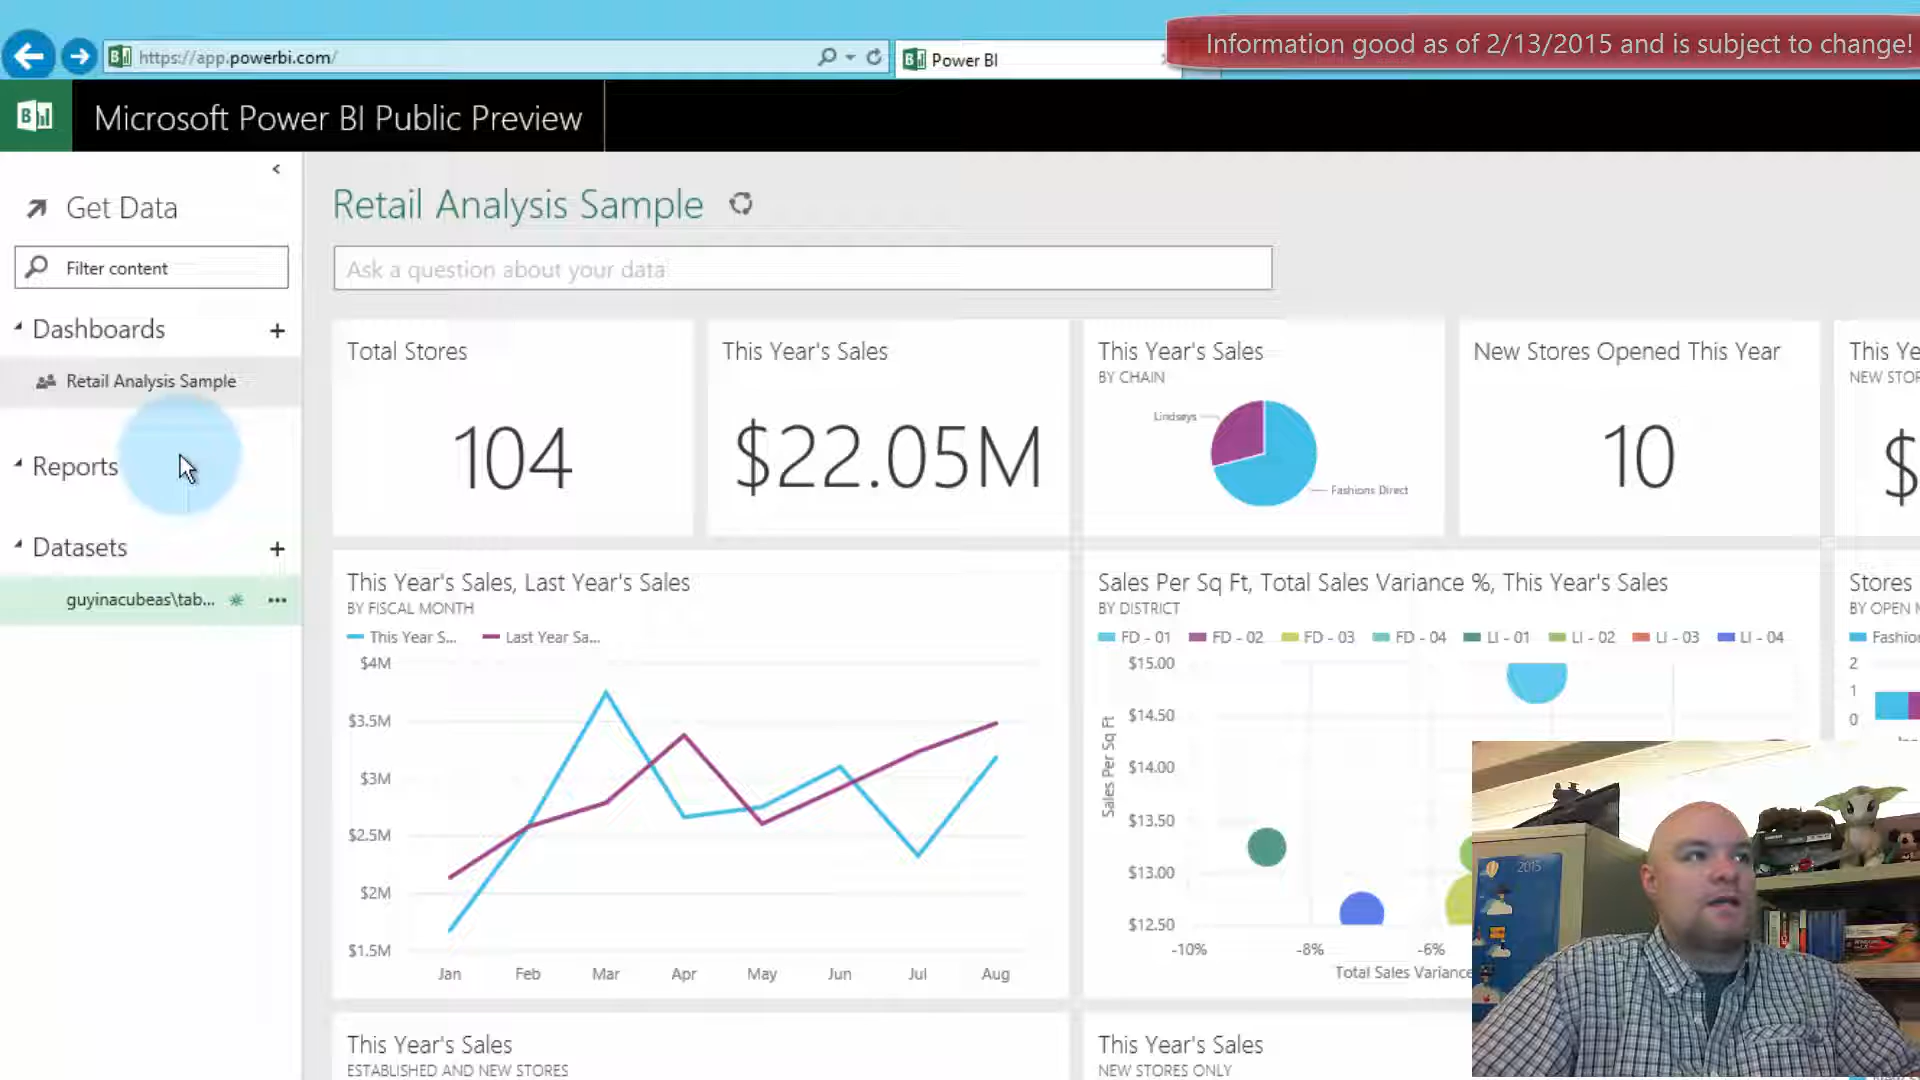 Information good as of 2/13/2015 and is subject to change!
https://app.powerbi.com/
Power BI
Microsoft Power BI Public Preview
Get Data
Filter content
Dashboards
Retail Analysis Sample
Reports
Datasets
guyinacubeas\tab...
Retail Analysis Sample
Ask a question about your data
Total Stores
104
This Year's Sales
$22.05M
This Year's Sales
BY CHAIN
Lindseys
Fashions Direct
New Stores Opened This Year
10
This Ye
NEW STOR
$
This Year's Sales, Last Year's Sales
BY FISCAL MONTH
This Year S... Last Year Sa...
$4M
$3.5M
$3M
$2.5M
$2M
$1.5M
Jan Feb Mar Apr May Jun Jul Aug
Sales Per Sq Ft, Total Sales Variance %, This Year's Sales
BY DISTRICT
FD - 01 FD - 02 FD - 03 FD - 04 LI - 01 LI - 02 LI - 03 LI - 04
Sales Per Sq Ft
$15.00
$14.50
$14.00
$13.50
$13.00
$12.50
-10% -8% -6%
Total Sales Variance
Stores
BY OPEN M
Fashion
2
1
0
2015
This Year's Sales
ESTABLISHED AND NEW STORES
This Year's Sales
NEW STORES ONLY